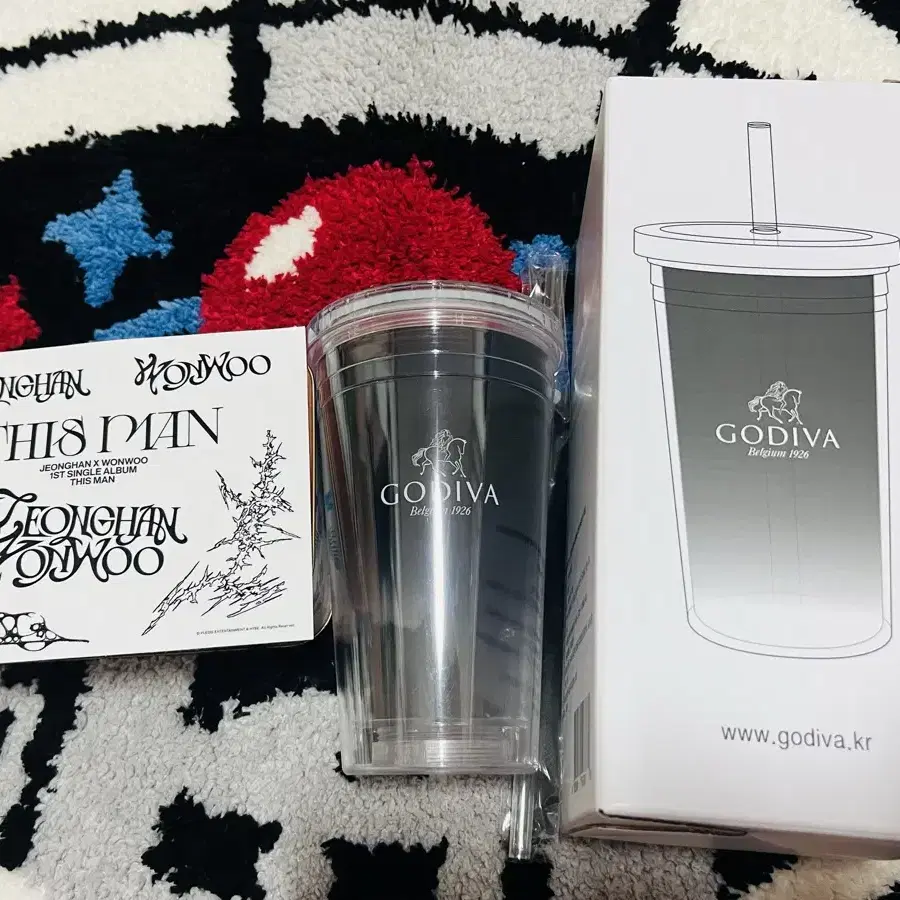 WONWOO
THIS MAN
JEONGHAN X WONWOO
1ST SINGLE ALBUM
THIS MAN
JEONGHAN
WONWOO
GODIVA
Belgium 1926
GODIVA
Belgium 1926
www.godiva.kr